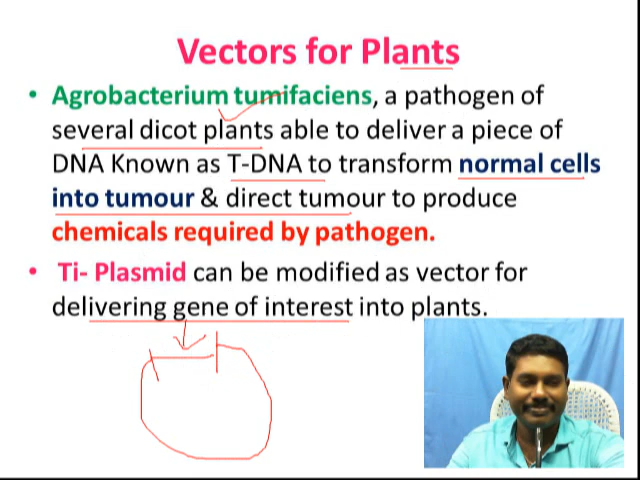 Vectors for Plants
• Agrobacterium tumifaciens, a pathogen of
several dicot plants able to deliver a piece of
DNA Known as T-DNA to transform normal cells
into tumour & direct tumour to produce
chemicals required by pathogen.
• Ti- Plasmid can be modified as vector for
delivering gene of interest into plants.